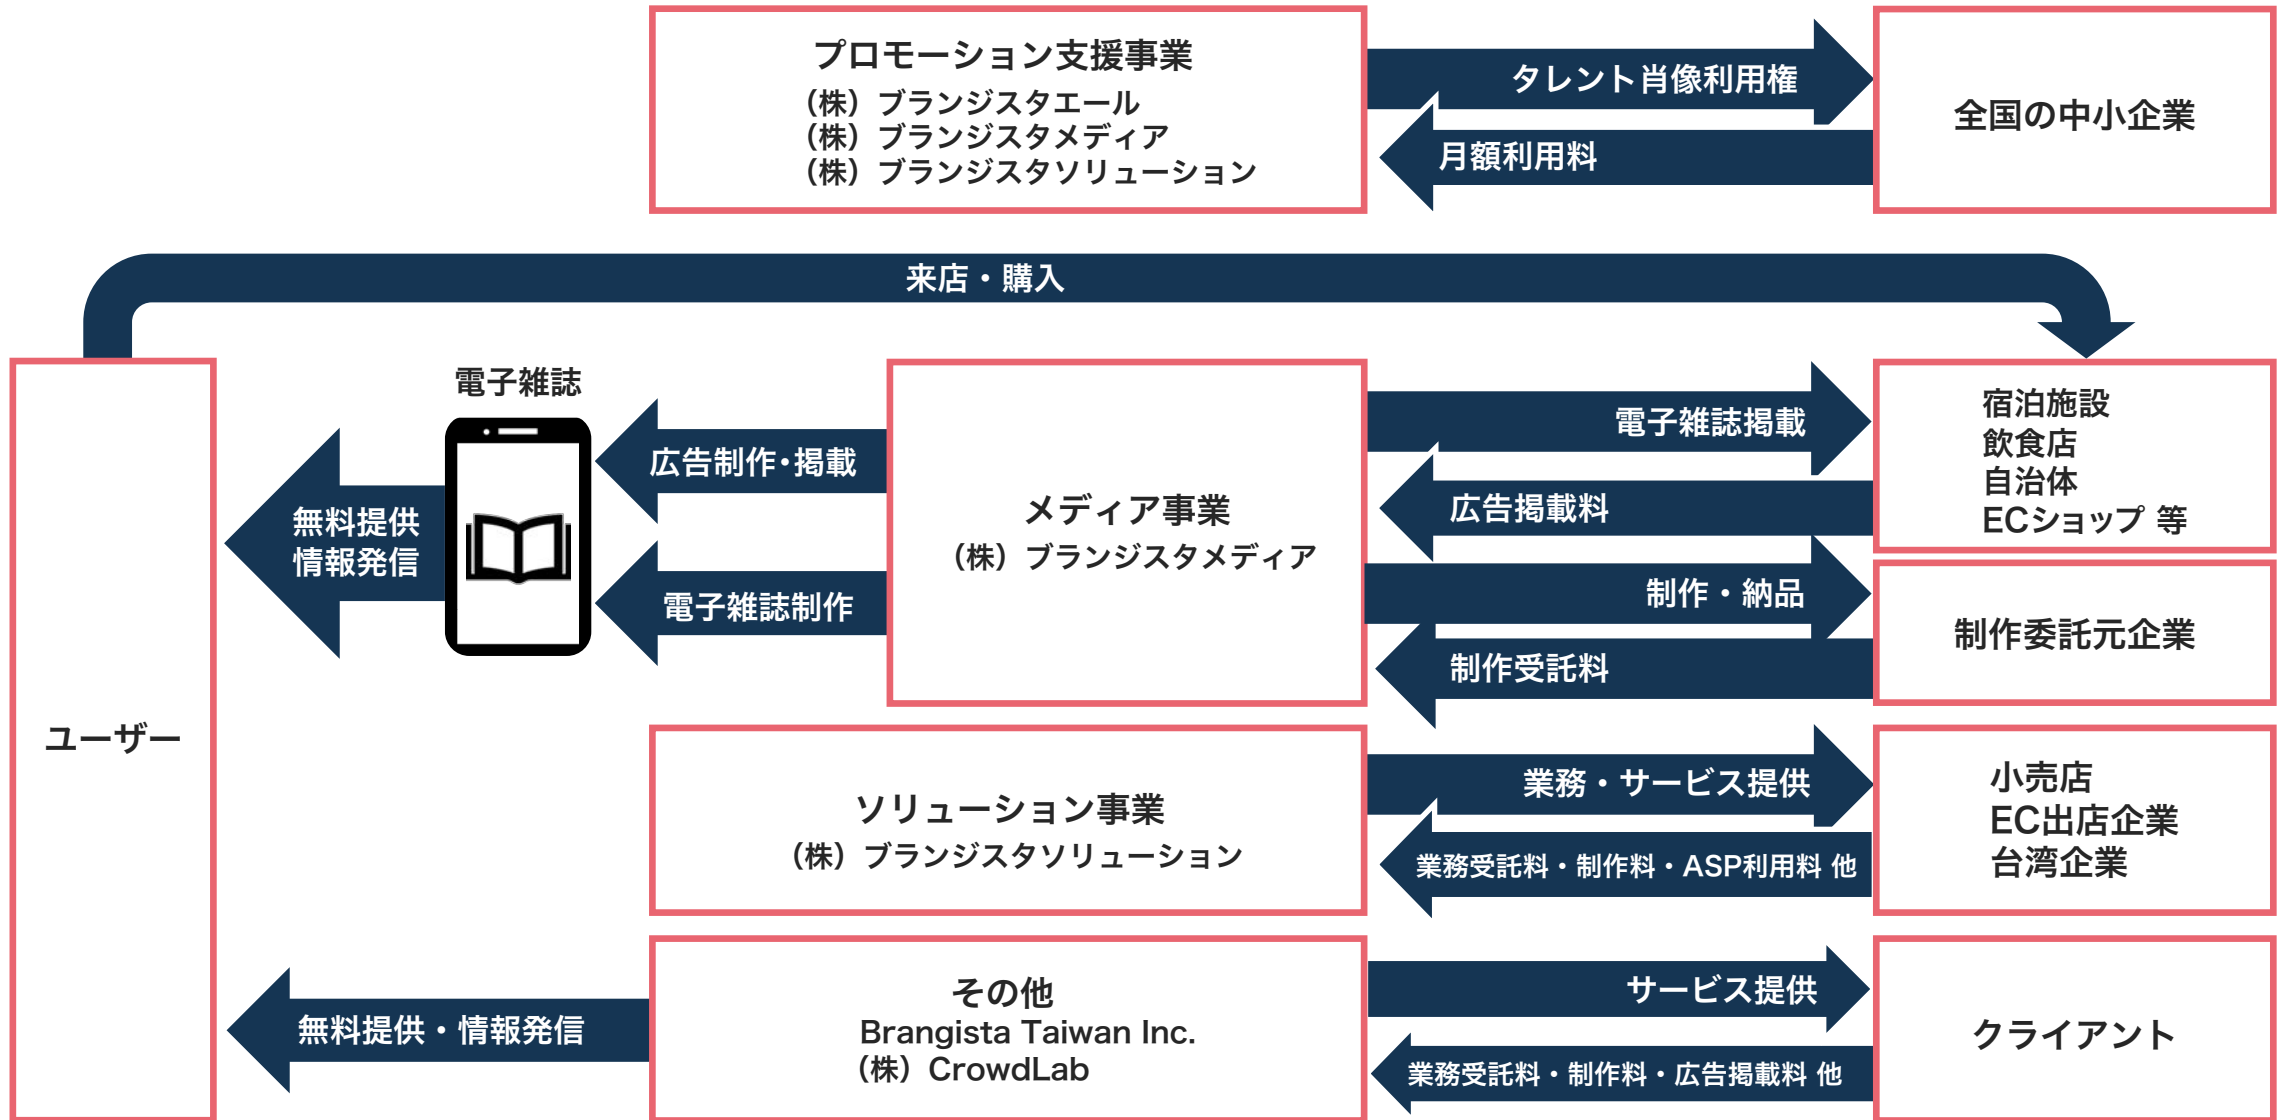 プロモーション支援事業
（株）ブランジスタエール
（株）ブランジスタメディア
（株）ブランジスタソリューション
タレント肖像利用権
月額利用料
全国の中小企業
来店・購入
ユーザー
無料提供
情報発信
電子雑誌
広告制作・掲載
電子雑誌制作
メディア事業
（株）ブランジスタメディア
電子雑誌掲載
広告掲載料
制作・納品
制作受託料
宿泊施設
飲食店
自治体
ECショップ 等
制作委託元企業
ソリューション事業
（株）ブランジスタソリューション
業務・サービス提供
業務受託料・制作料・ASP利用料 他
小売店
EC出店企業
台湾企業
無料提供・情報発信
その他
Brangista Taiwan Inc.
（株）CrowdLab
サービス提供
業務受託料・制作料・広告掲載料 他
クライアント